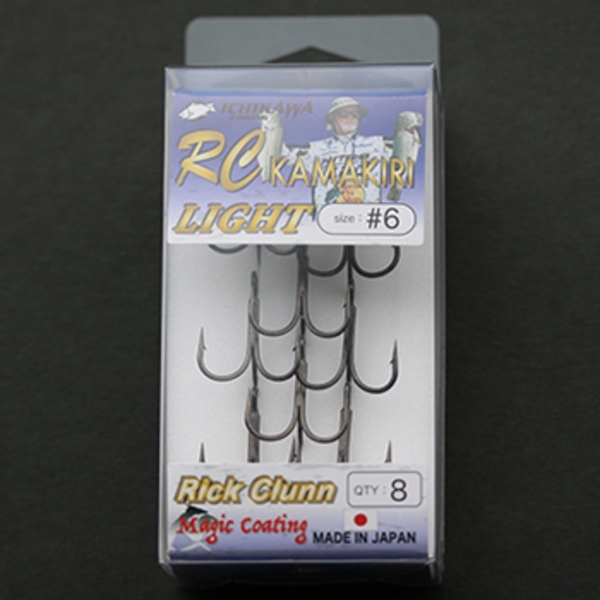 ICHIKAWA
RC KAMAKIRI
LIGHT
size : #6
Rick Clunn
QTY : 8
Magic Coating
MADE IN JAPAN